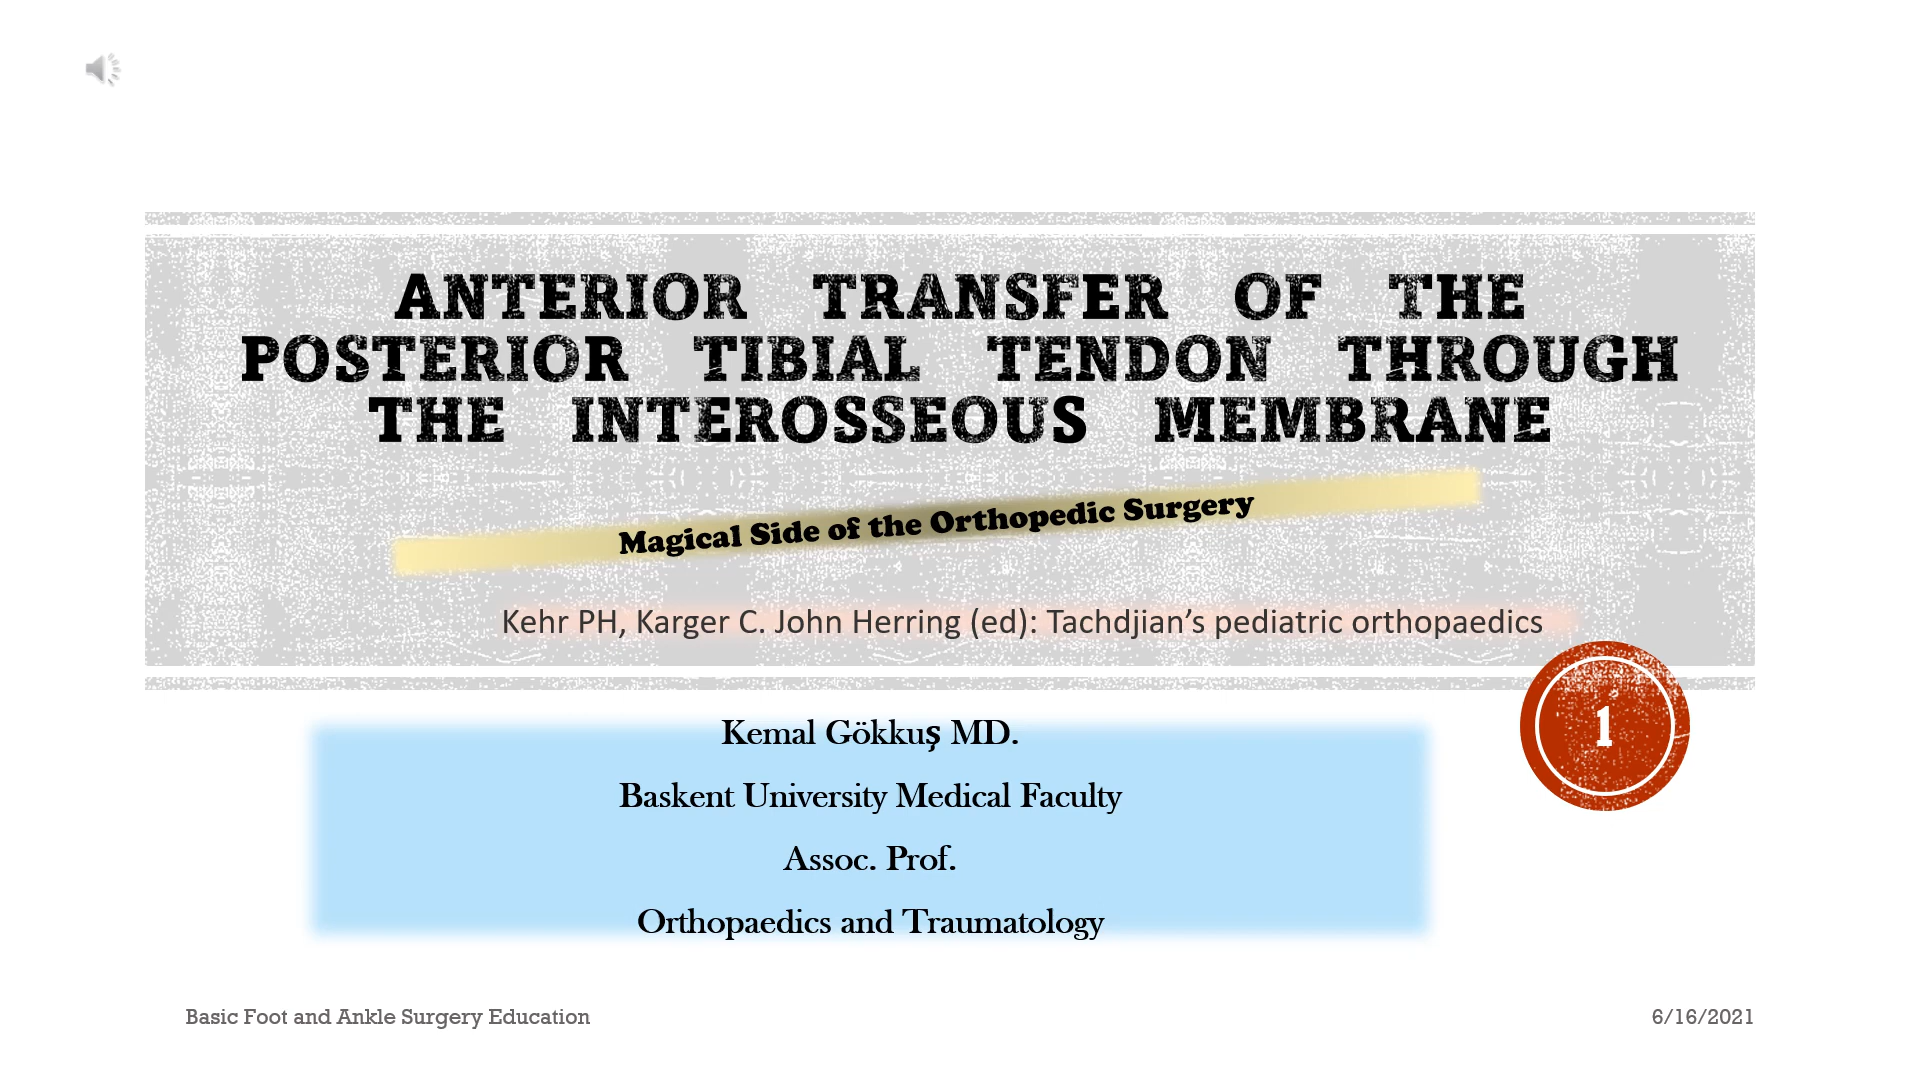 ANTERIOR TRANSFER OF THE
POSTERIOR TIBIAL TENDON THROUGH
THE INTEROSSEOUS MEMBRANE
Magical Side of the Orthopedic Surgery
Kehr PH, Karger C. John Herring (ed): Tachdjian’s pediatric orthopaedics
1
Kemal Gökkuş MD.
Baskent University Medical Faculty
Assoc. Prof.
Orthopaedics and Traumatology
Basic Foot and Ankle Surgery Education
6/16/2021